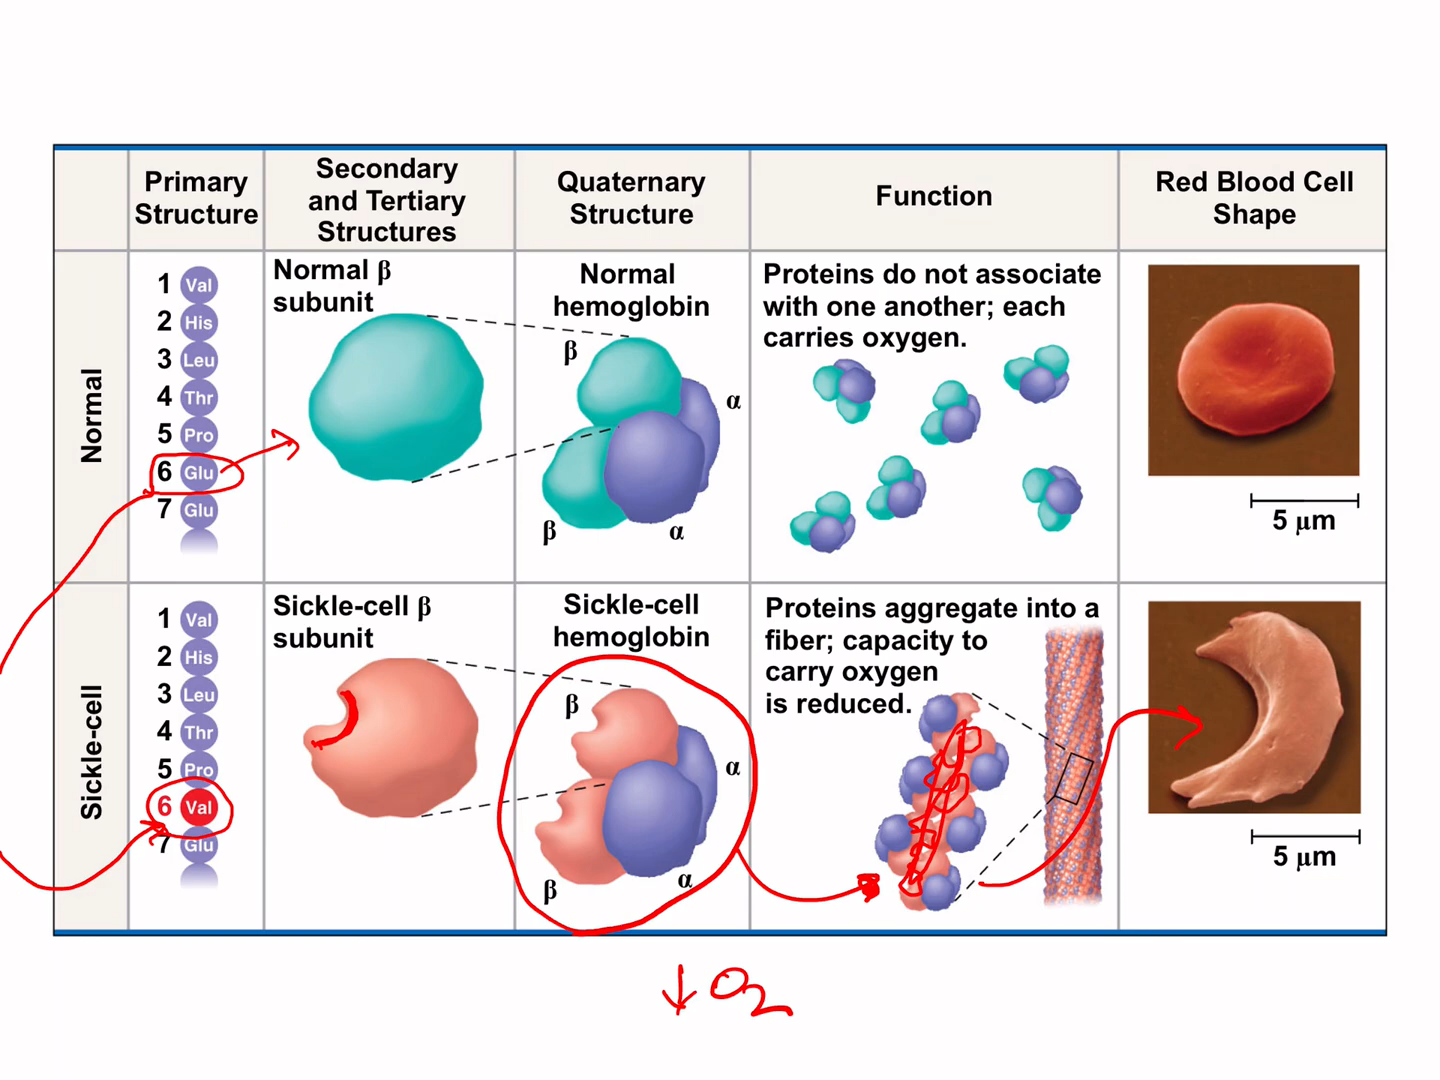 Primary
Structure
Secondary
and Tertiary
Structures
Quaternary
Structure
Function
Red Blood Cell
Shape
Normal
1 Val
2 His
3 Leu
4 Thr
5 Pro
6 Glu
7 Glu
Normal β
subunit
Normal
hemoglobin
β
α
β
α
Proteins do not associate
with one another; each
carries oxygen.
5 μm
Sickle-cell
1 Val
2 His
3 Leu
4 Thr
5 Pro
6 Val
7 Glu
Sickle-cell β
subunit
Sickle-cell
hemoglobin
β
α
β
α
Proteins aggregate into a
fiber; capacity to
carry oxygen
is reduced.
5 μm
↓ O2